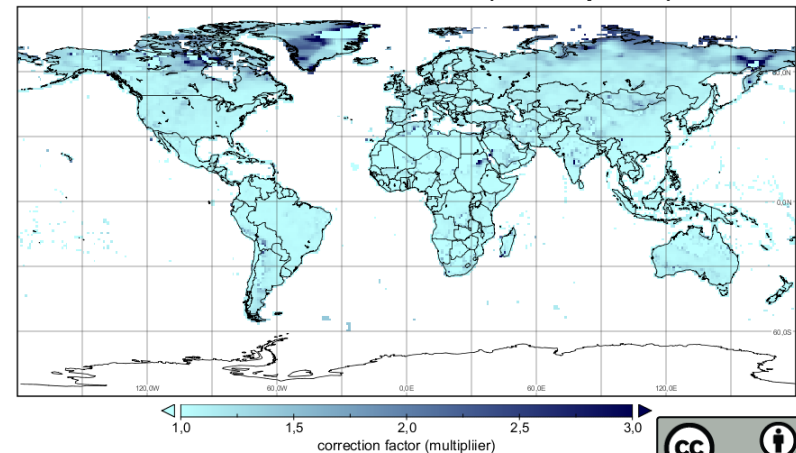 60,0N
0,0N
60,0S
120,0W
60,0W
0,0E
60,0E
120,0E
1,0
1,5
2,0
2,5
3,0
correction factor (multipliier)
cc